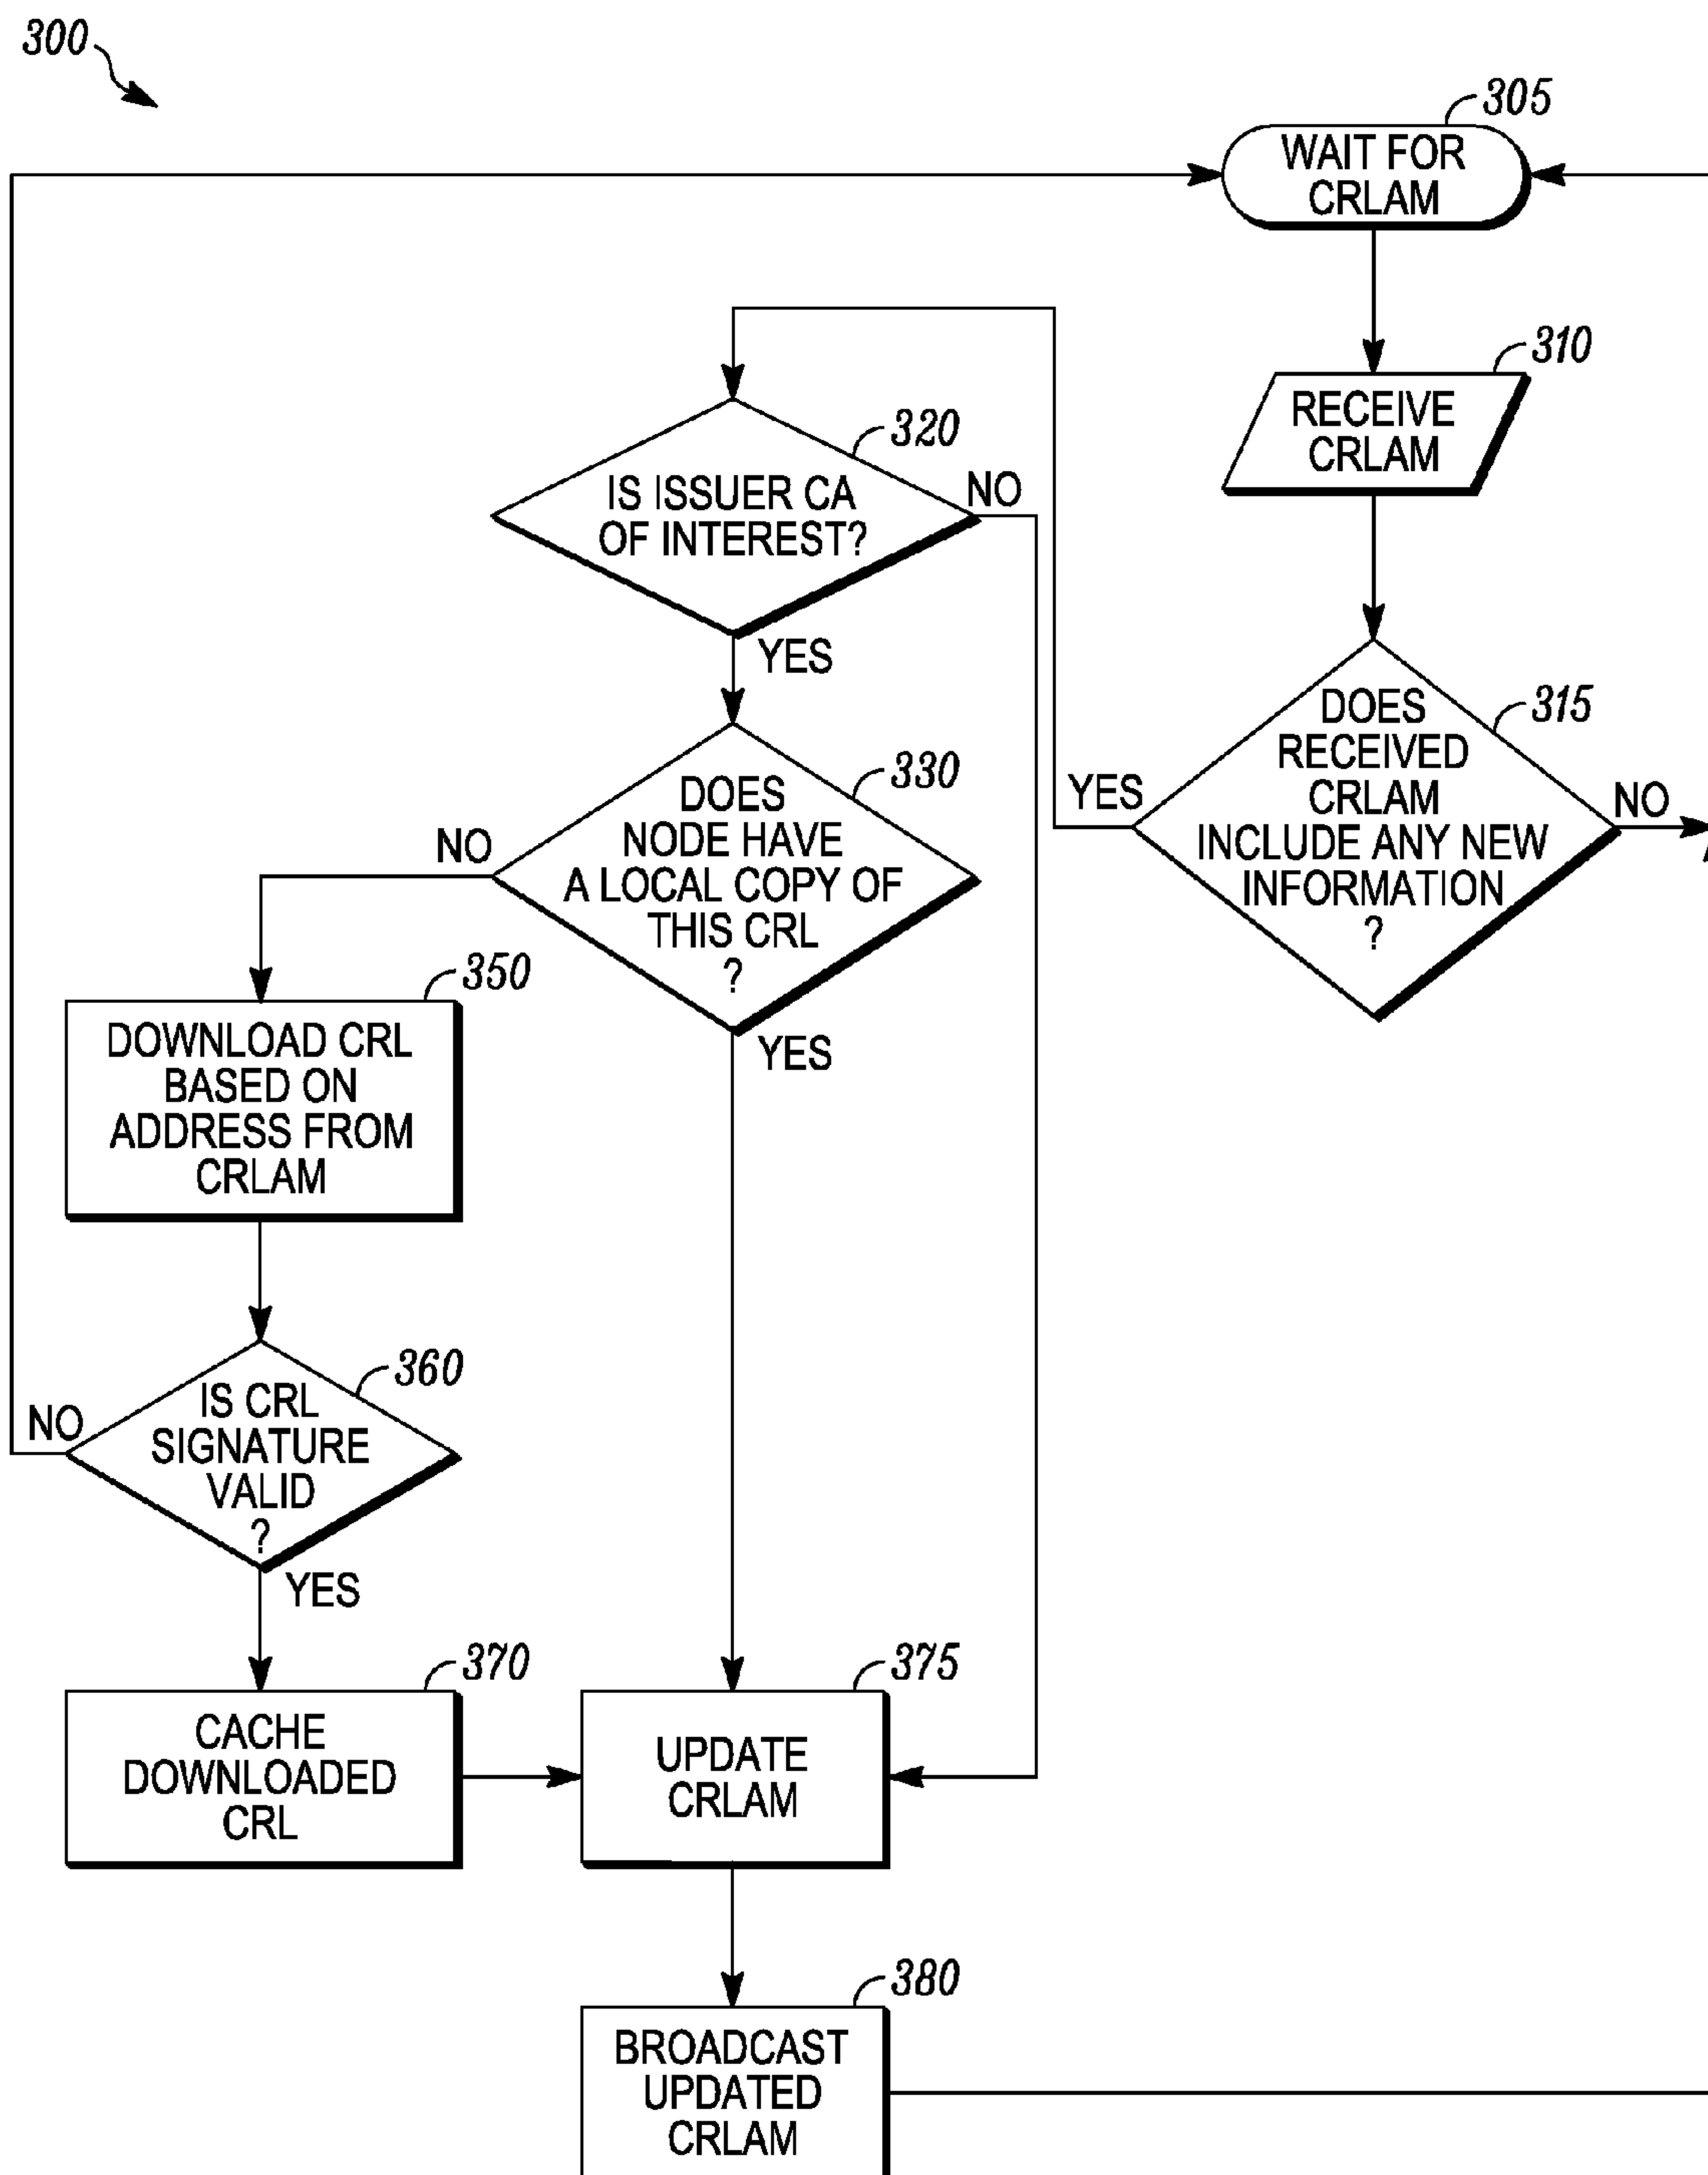 300
305
WAIT FOR
CRLAM
310
RECEIVE
CRLAM
320
IS ISSUER CA
OF INTEREST?
NO
YES
315
DOES
RECEIVED
CRLAM
INCLUDE ANY NEW
INFORMATION
?
YES
NO
330
DOES
NODE HAVE
A LOCAL COPY OF
THIS CRL
?
NO
YES
350
DOWNLOAD CRL
BASED ON
ADDRESS FROM
CRLAM
360
IS CRL
SIGNATURE
VALID
?
NO
YES
370
CACHE
DOWNLOADED
CRL
375
UPDATE
CRLAM
380
BROADCAST
UPDATED
CRLAM